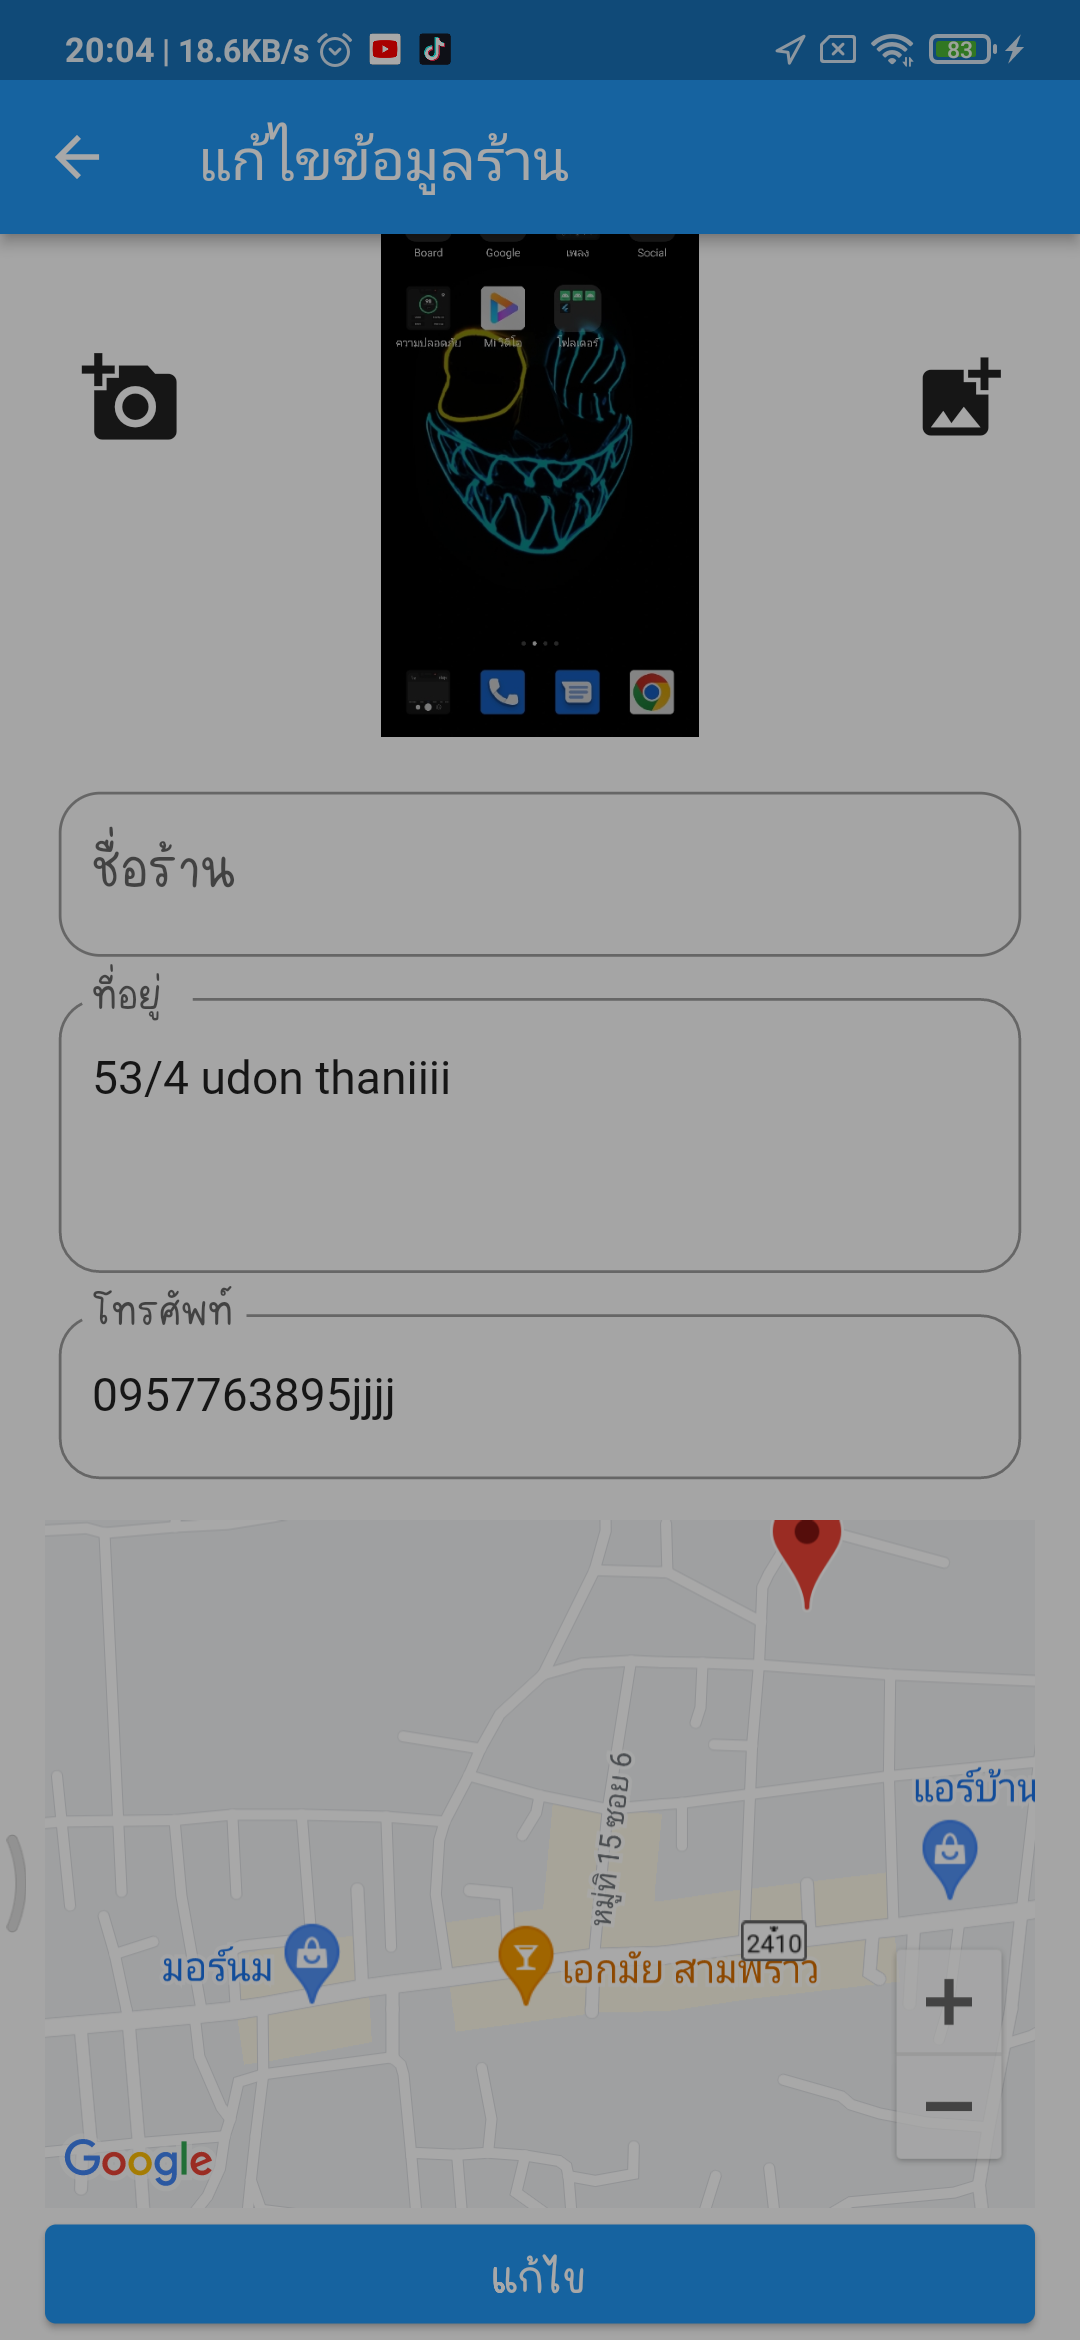 20:04 | 18.6KB/s
83
แก้ไขข้อมูลร้าน
Board Google เพลง Social
ความปลอดภัย Mi วิดีโอ โฟลเดอร์
ชื่อร้าน
ที่อยู่
53/4 udon thaniiii
โทรศัพท์
0957763895jjjj
หมู่ที่ 15 ซอย 6
แอร์บ้าน
2410
มอร์นม
เอกมัย สามพร้าว
+
−
Google
แก้ไข